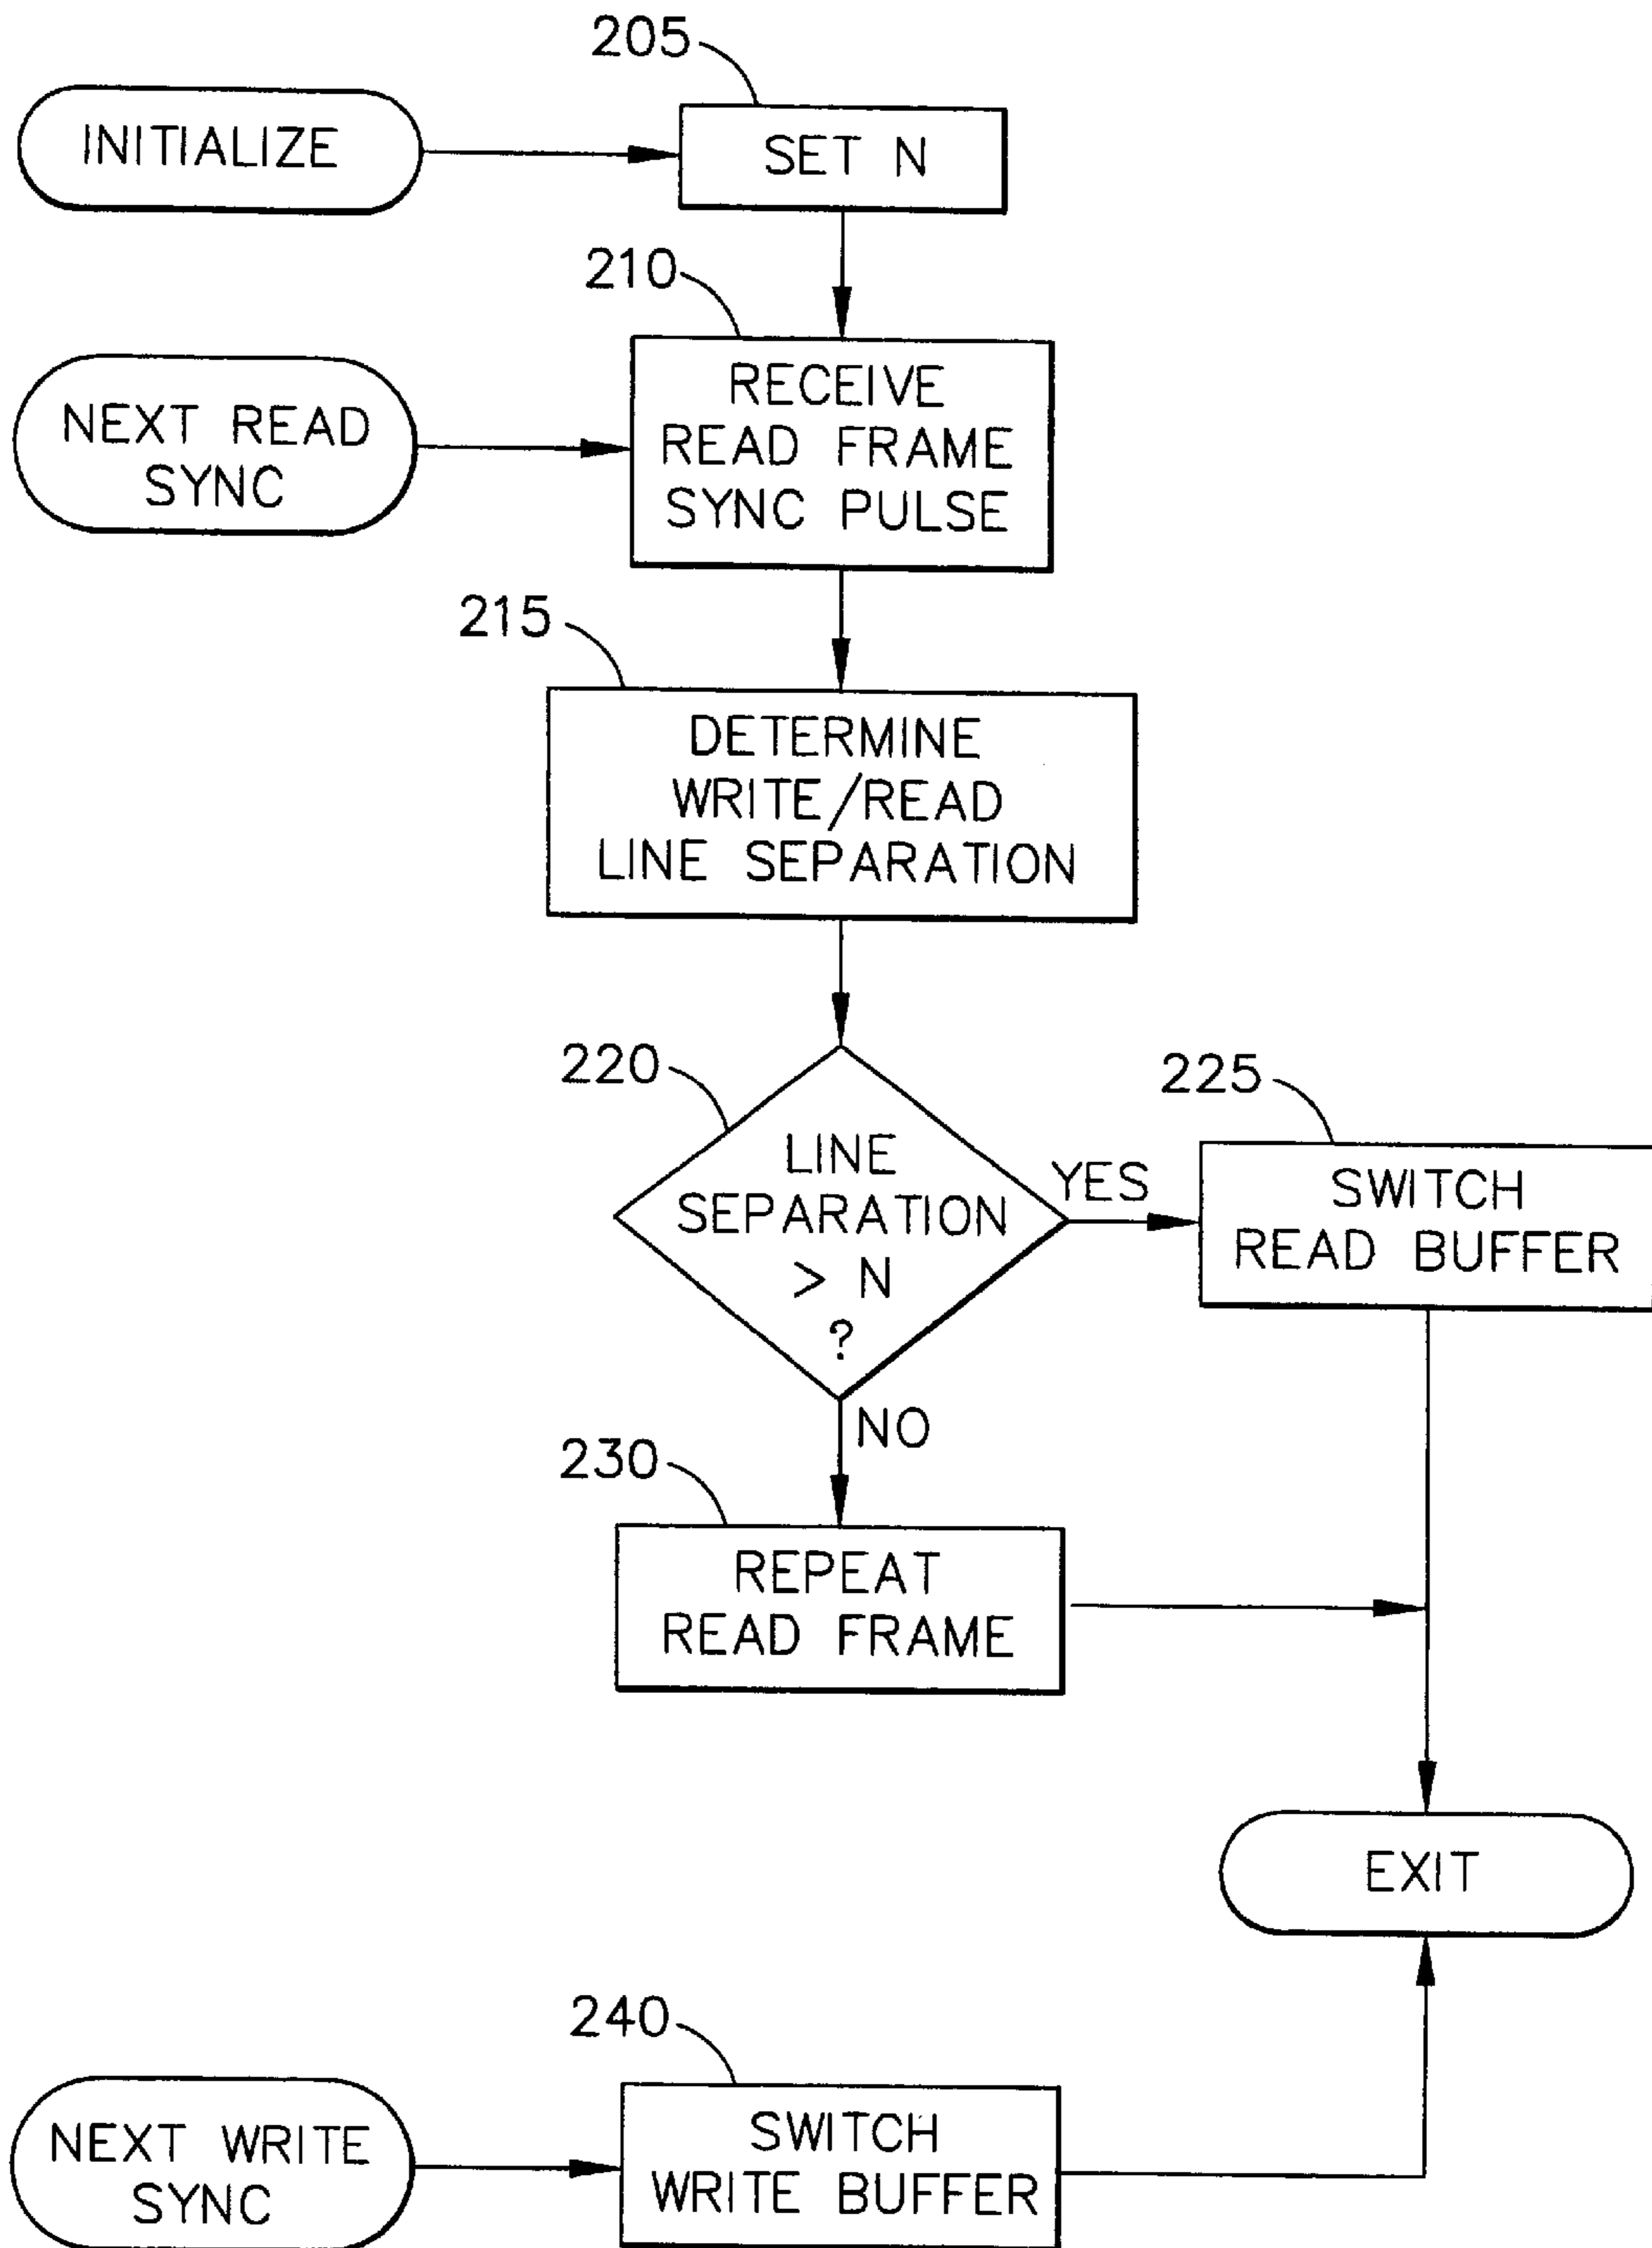 205
INITIALIZE
SET N
210
NEXT READ
SYNC
RECEIVE
READ FRAME
SYNC PULSE
215
DETERMINE
WRITE/READ
LINE SEPARATION
220
LINE
SEPARATION
> N
?
YES
225
SWITCH
READ BUFFER
NO
230
REPEAT
READ FRAME
EXIT
240
NEXT WRITE
SYNC
SWITCH
WRITE BUFFER